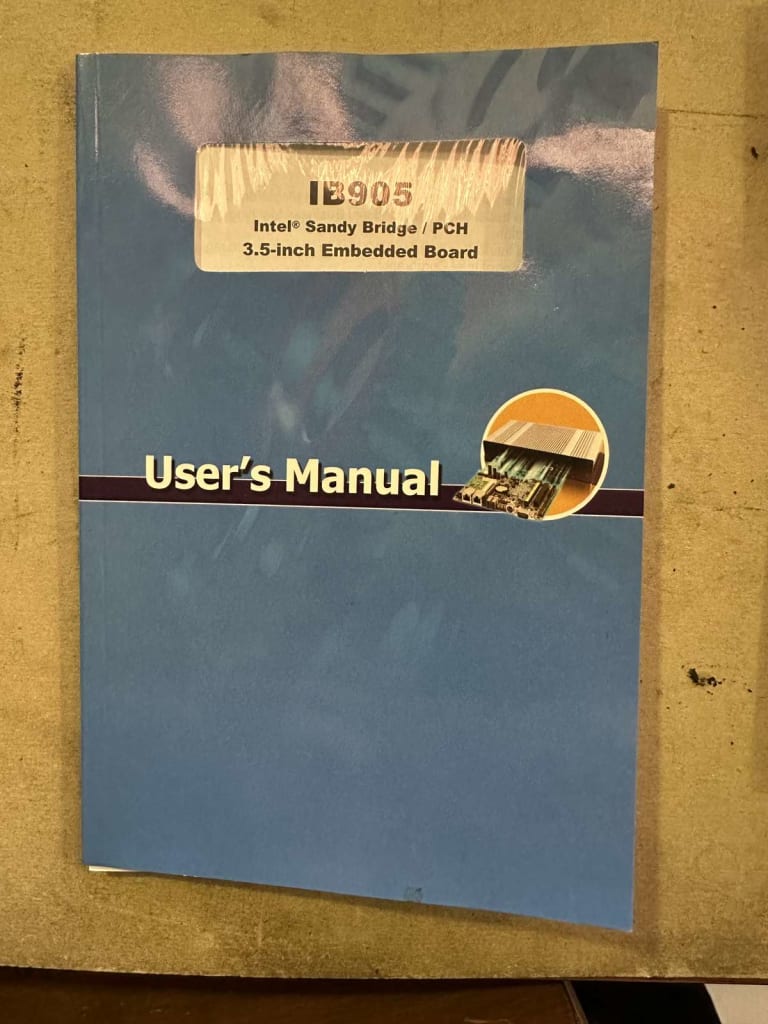 IB905
Intel® Sandy Bridge / PCH
3.5-inch Embedded Board
User's Manual